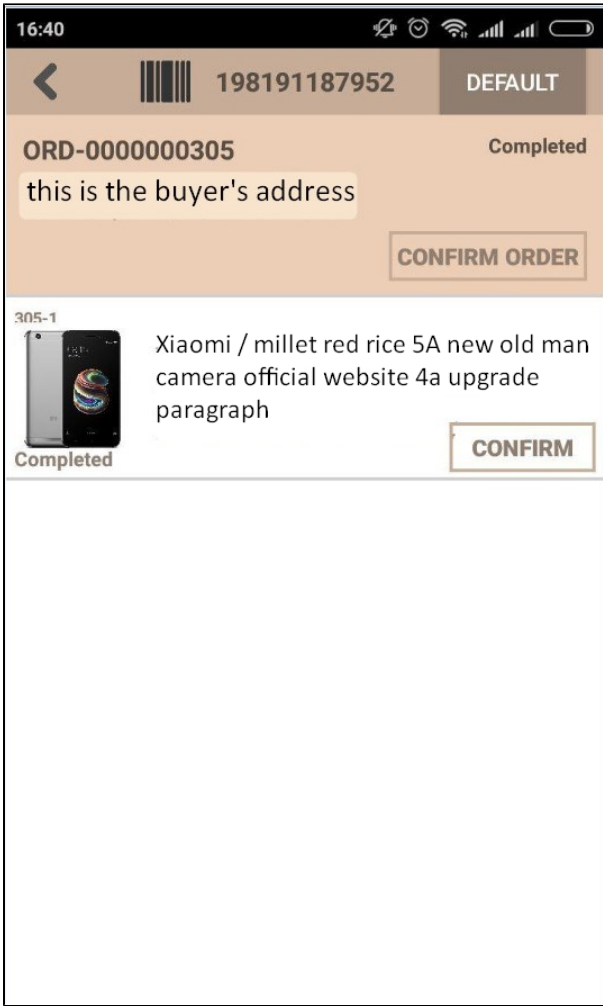 16:40
198191187952
DEFAULT
ORD-0000000305
Completed
this is the buyer's address
CONFIRM ORDER
305-1
Xiaomi / millet red rice 5A new old man
camera official website 4a upgrade
paragraph
Completed
CONFIRM